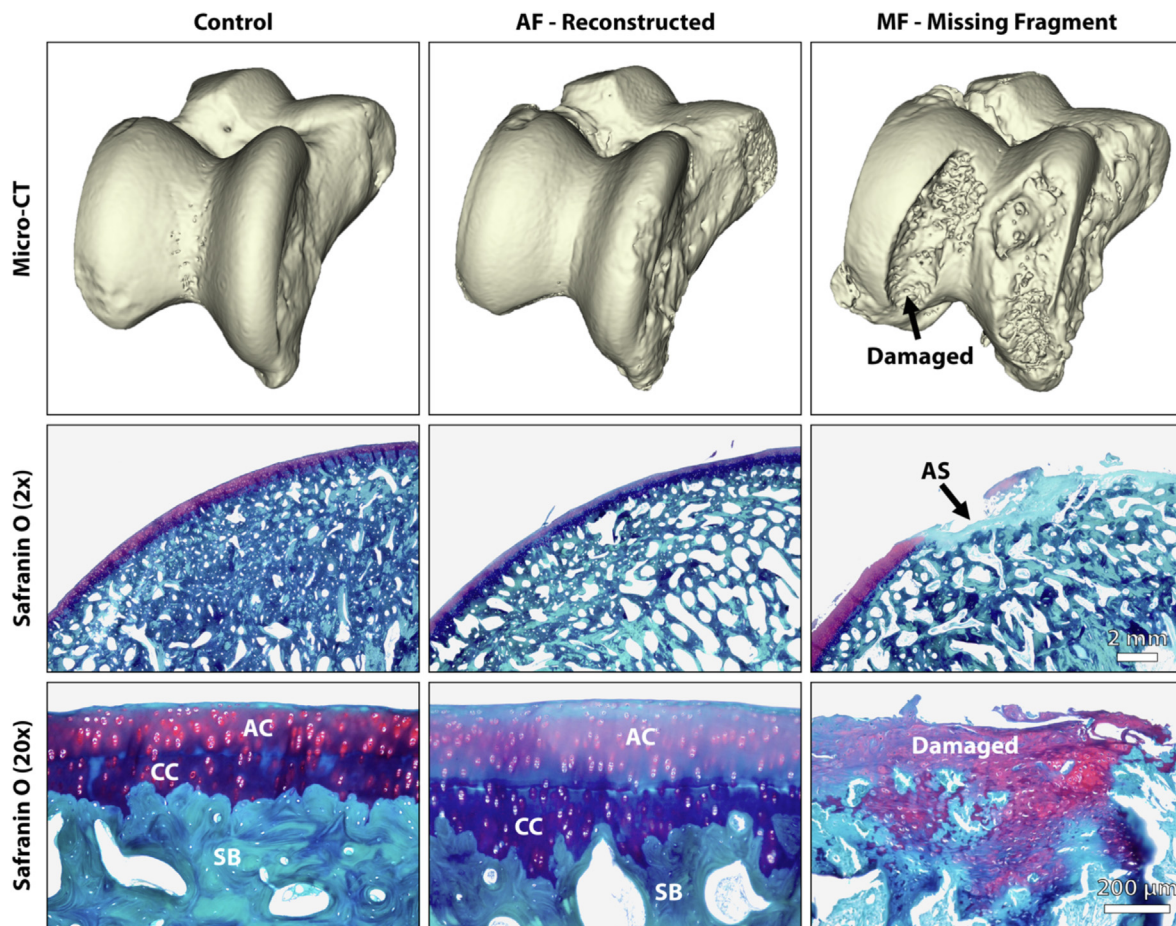 Control
AF - Reconstructed
MF - Missing Fragment
Micro-CT
Damaged
Safranin O (2x)
AS
2 mm
Safranin O (20x)
AC
CC
SB
AC
CC
SB
Damaged
200 µm